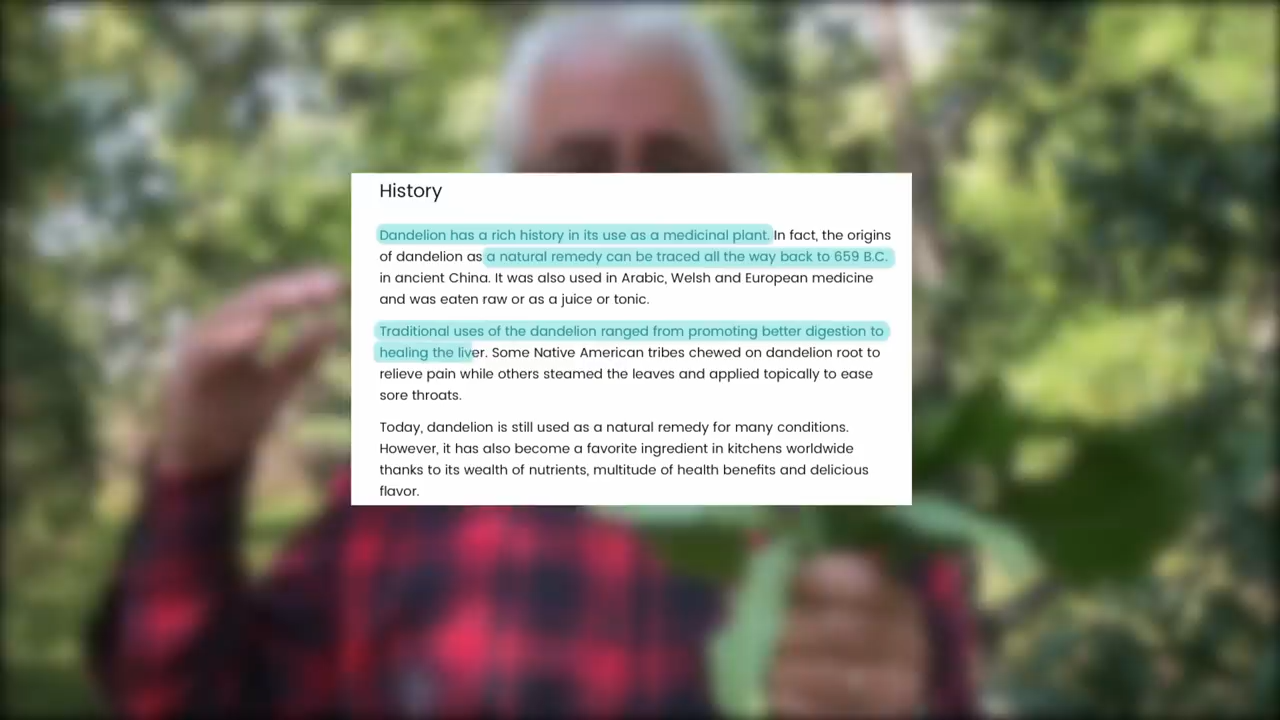 History
Dandelion has a rich history in its use as a medicinal plant. In fact, the origins
of dandelion as a natural remedy can be traced all the way back to 659 B.C.
in ancient China. It was also used in Arabic, Welsh and European medicine
and was eaten raw or as a juice or tonic.
Traditional uses of the dandelion ranged from promoting better digestion to
healing the liver. Some Native American tribes chewed on dandelion root to
relieve pain while others steamed the leaves and applied topically to ease
sore throats.
Today, dandelion is still used as a natural remedy for many conditions.
However, it has also become a favorite ingredient in kitchens worldwide
thanks to its wealth of nutrients, multitude of health benefits and delicious
flavor.